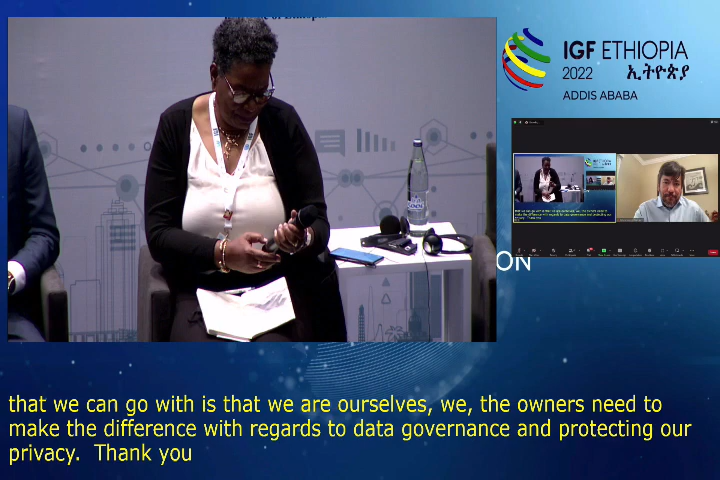 IGF ETHIOPIA
2022 ኢትዮጵያ
ADDIS ABABA
ON
that we can go with is that we are ourselves, we, the owners need to
make the difference with regards to data governance and protecting our
privacy. Thank you